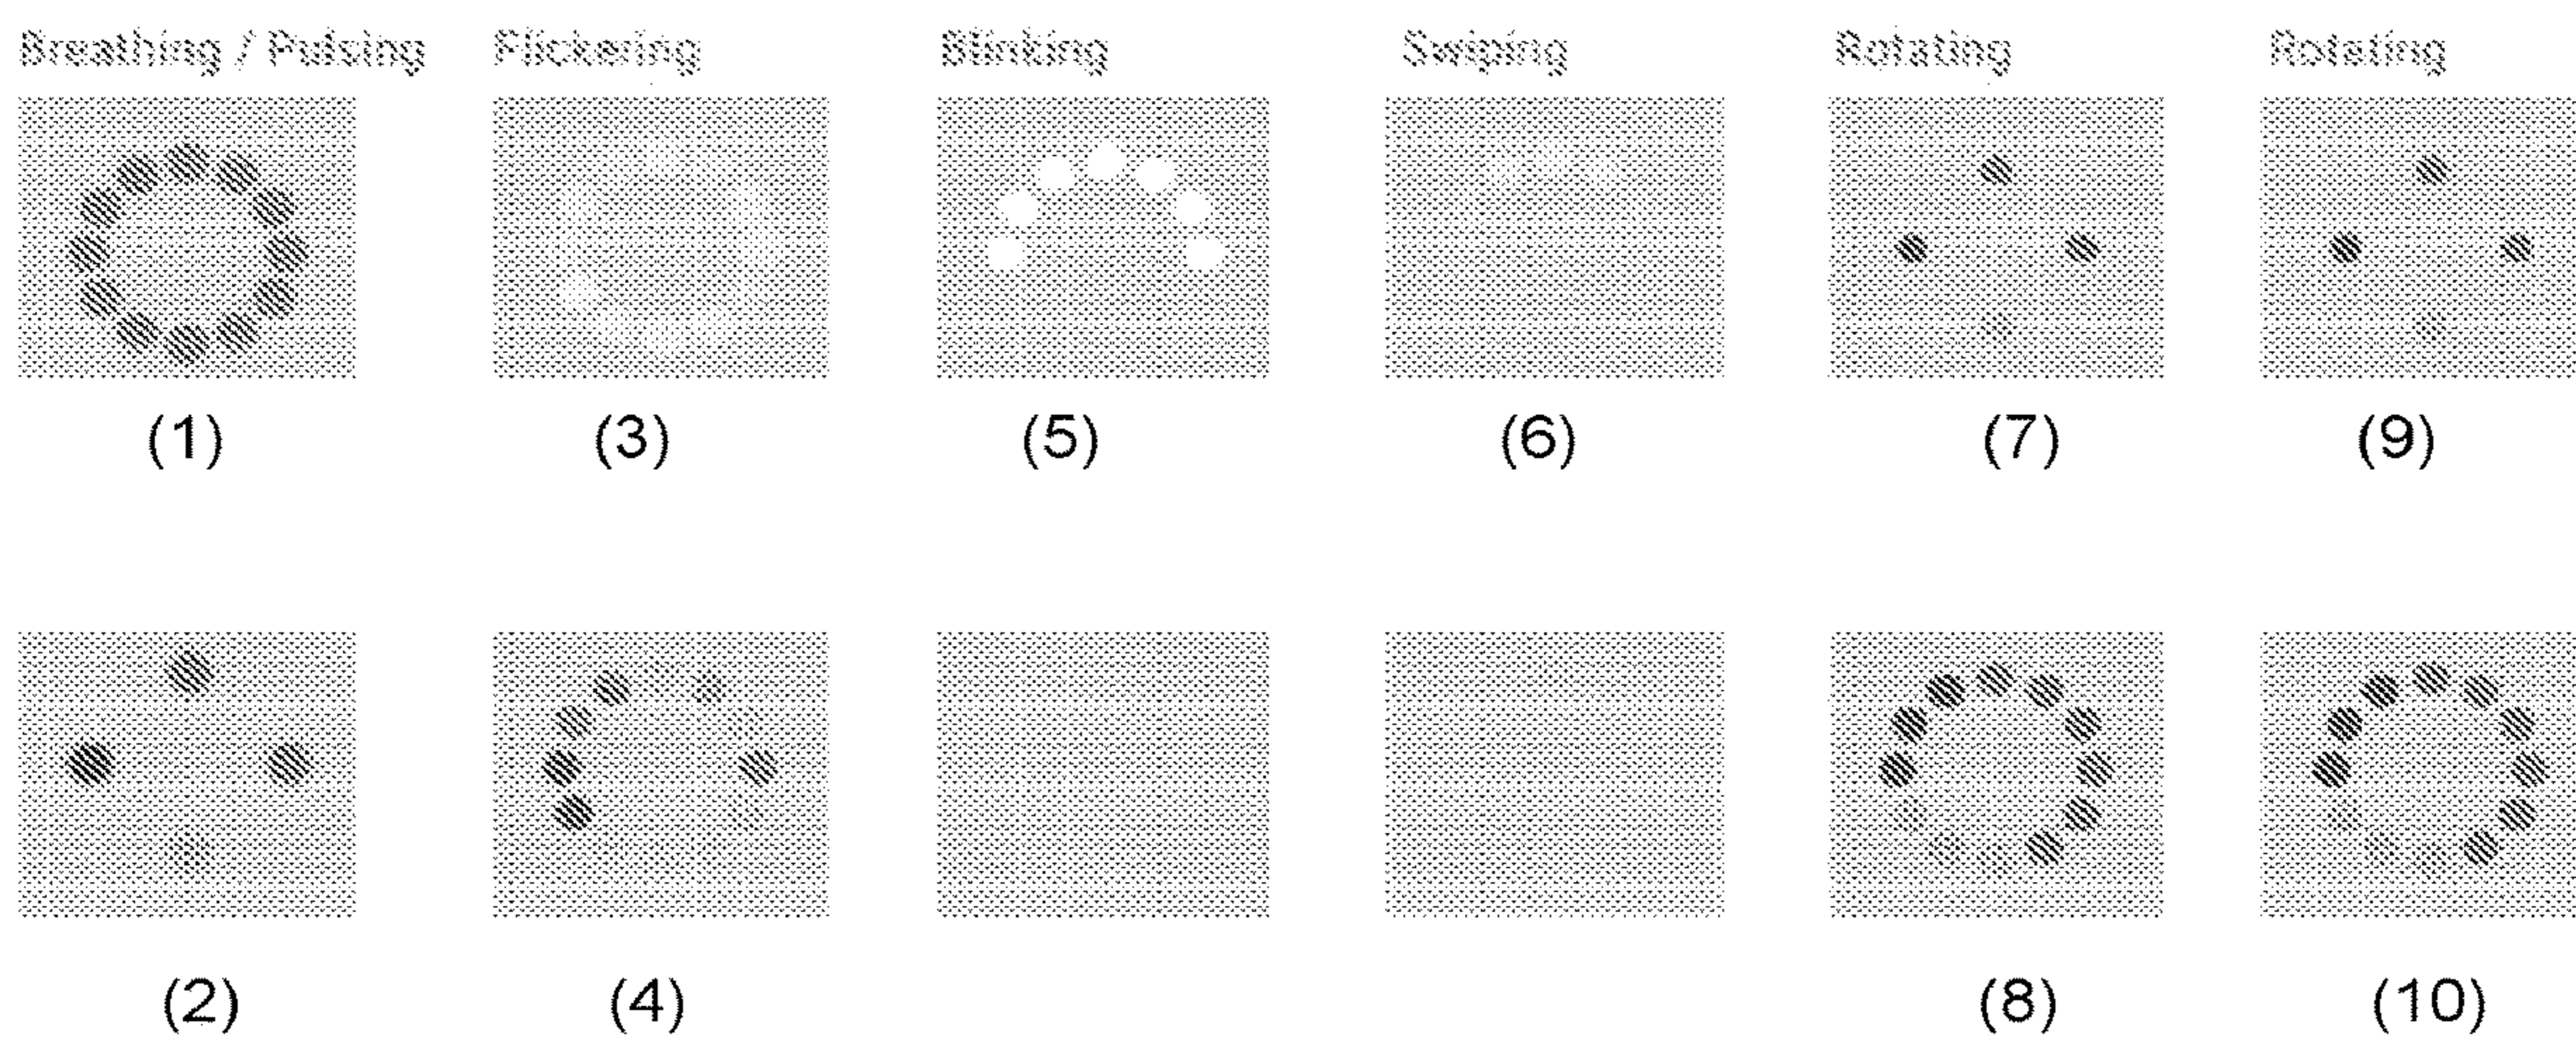 Breathing / Pulsing Flickering Blinking Swiping Rotating Rotating
(1) (3) (5) (6) (7) (9)
(2) (4) (8) (10)